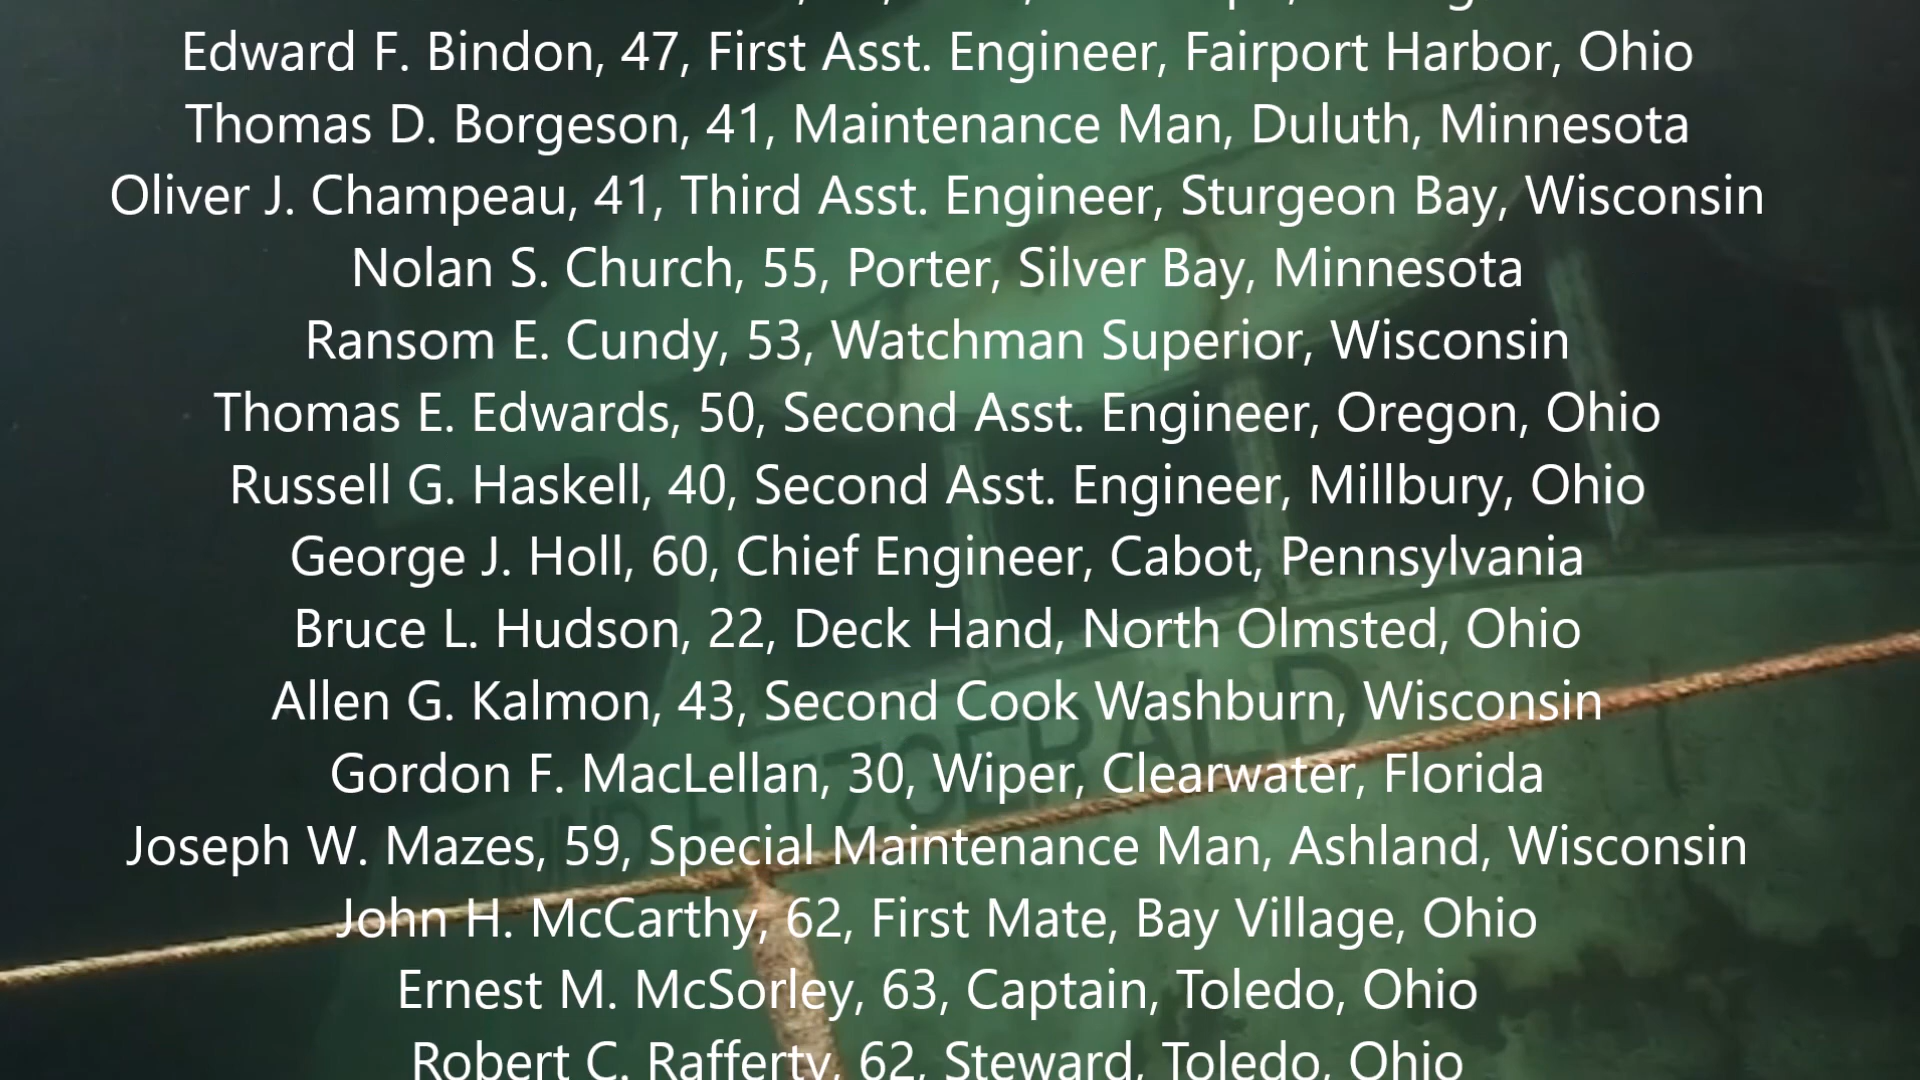 Edward F. Bindon, 47, First Asst. Engineer, Fairport Harbor, Ohio
Thomas D. Borgeson, 41, Maintenance Man, Duluth, Minnesota
Oliver J. Champeau, 41, Third Asst. Engineer, Sturgeon Bay, Wisconsin
Nolan S. Church, 55, Porter, Silver Bay, Minnesota
Ransom E. Cundy, 53, Watchman Superior, Wisconsin
Thomas E. Edwards, 50, Second Asst. Engineer, Oregon, Ohio
Russell G. Haskell, 40, Second Asst. Engineer, Millbury, Ohio
George J. Holl, 60, Chief Engineer, Cabot, Pennsylvania
Bruce L. Hudson, 22, Deck Hand, North Olmsted, Ohio
Allen G. Kalmon, 43, Second Cook Washburn, Wisconsin
Gordon F. MacLellan, 30, Wiper, Clearwater, Florida
FITZGERALD
Joseph W. Mazes, 59, Special Maintenance Man, Ashland, Wisconsin
John H. McCarthy, 62, First Mate, Bay Village, Ohio
Ernest M. McSorley, 63, Captain, Toledo, Ohio
Robert C. Rafferty, 62, Steward, Toledo, Ohio